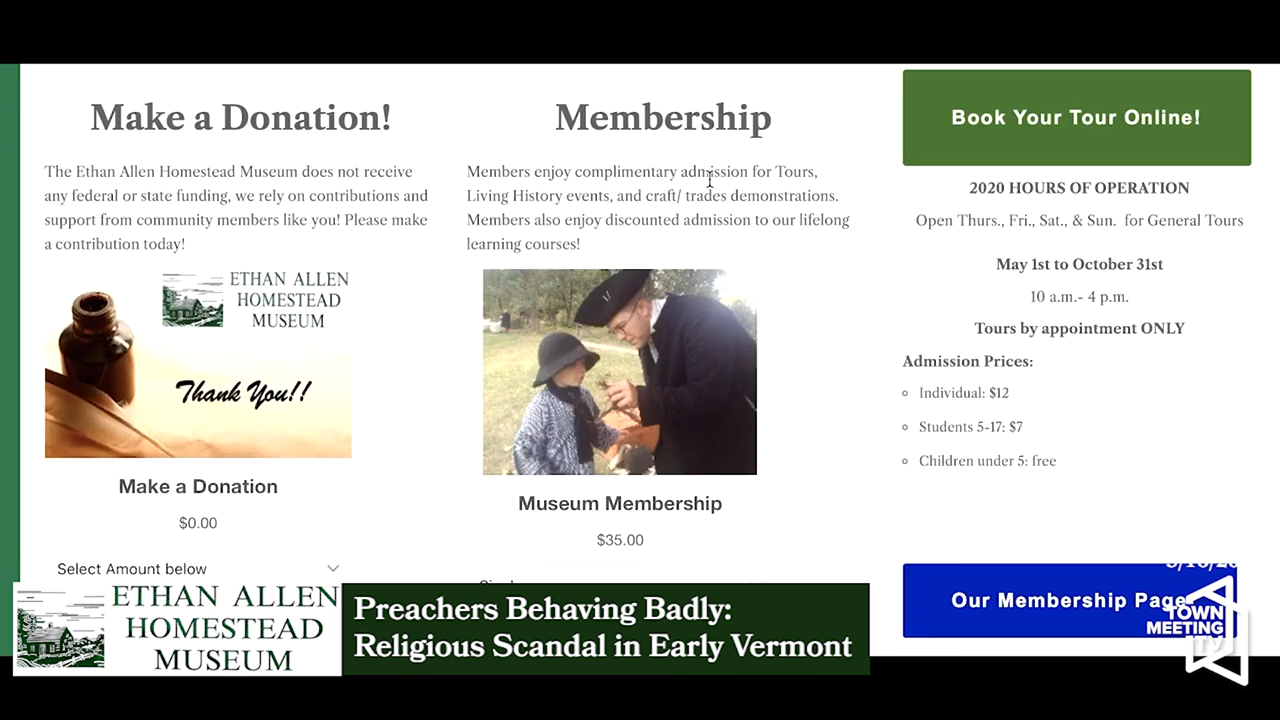 Make a Donation!
The Ethan Allen Homestead Museum does not receive
any federal or state funding, we rely on contributions and
support from community members like you! Please make
a contribution today!
ETHAN ALLEN
HOMESTEAD
MUSEUM
Thank You!!
Make a Donation
$0.00
Select Amount below
Membership
Members enjoy complimentary admission for Tours,
Living History events, and craft/ trades demonstrations.
Members also enjoy discounted admission to our lifelong
learning courses!
Museum Membership
$35.00
Book Your Tour Online!
2020 HOURS OF OPERATION
Open Thurs., Fri., Sat., & Sun. for General Tours
May 1st to October 31st
10 a.m.- 4 p.m.
Tours by appointment ONLY
Admission Prices:
Individual: $12
Students 5-17: $7
Children under 5: free
Our Membership Page
TOWN
MEETING
TV
ETHAN ALLEN
HOMESTEAD
MUSEUM
Preachers Behaving Badly:
Religious Scandal in Early Vermont